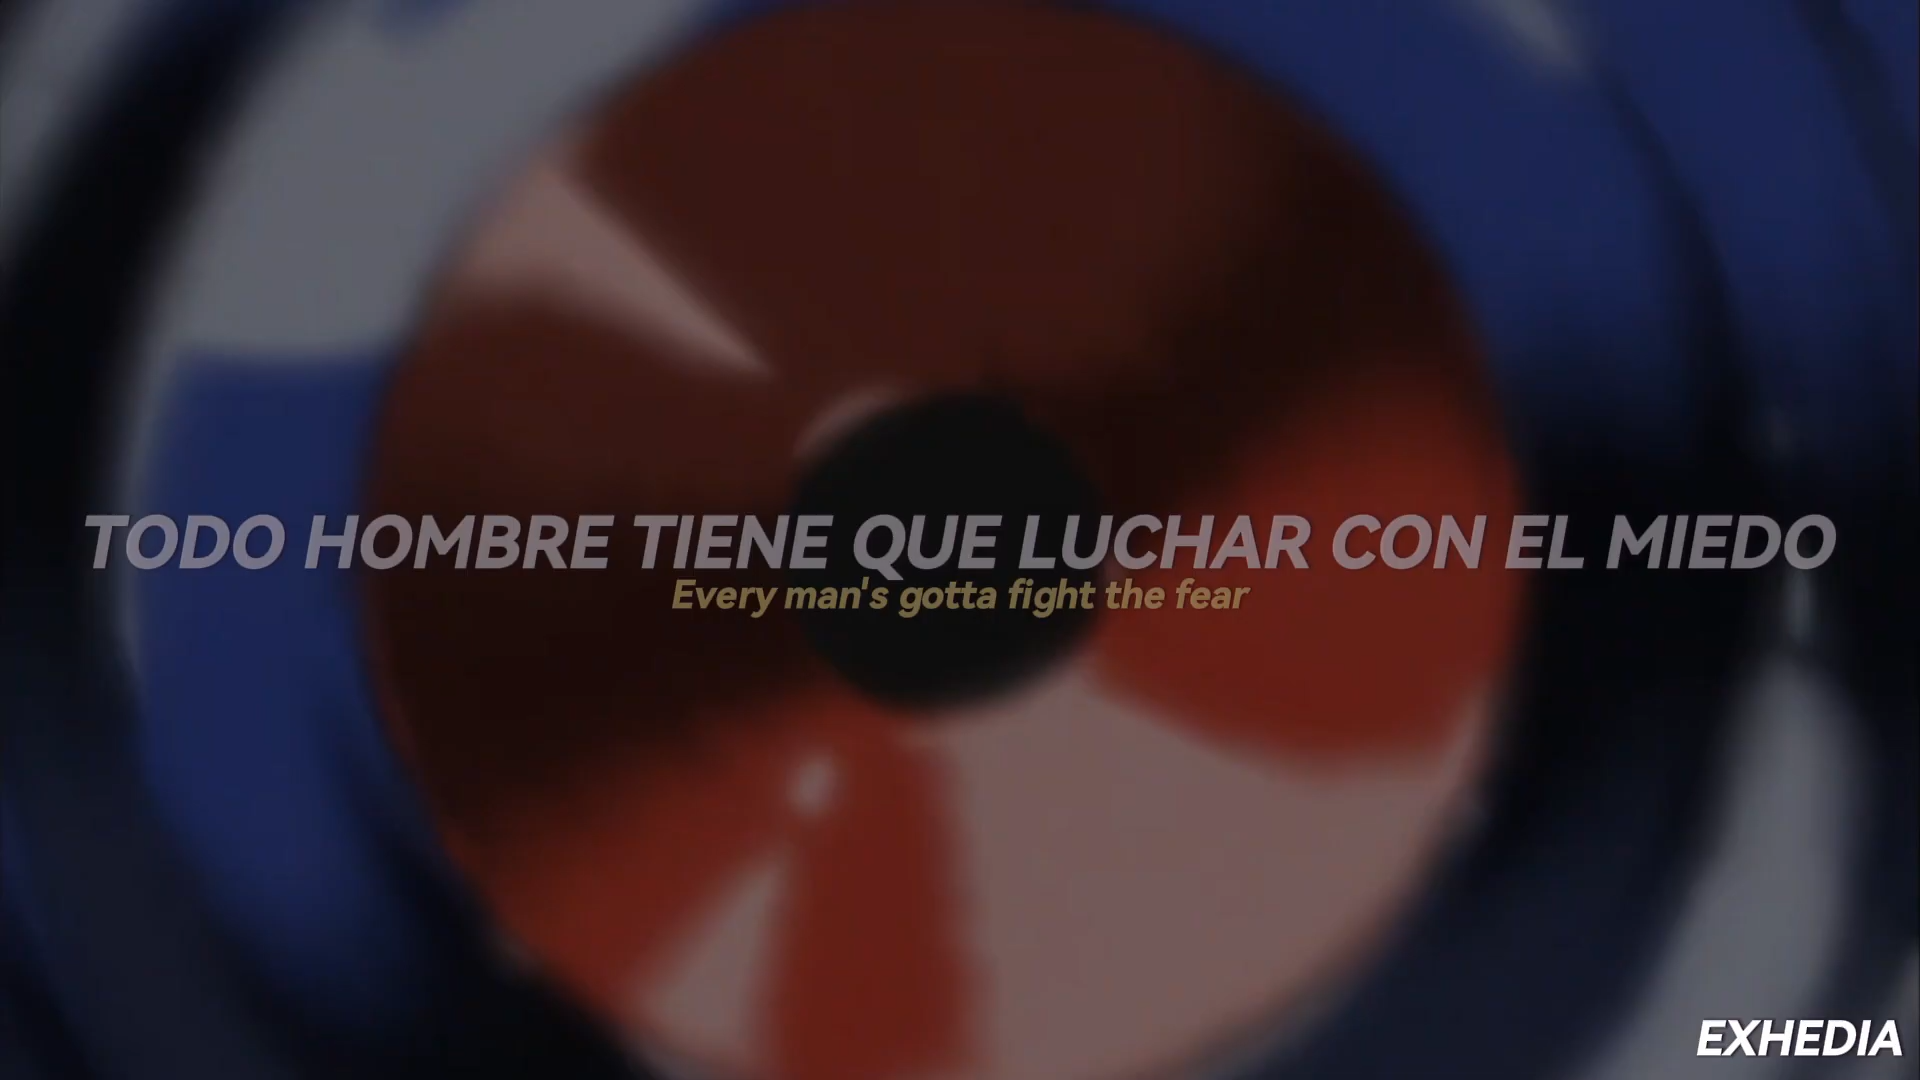 TODO HOMBRE TIENE QUE LUCHAR CON EL MIEDO
Every man's gotta fight the fear
EXHEDIA